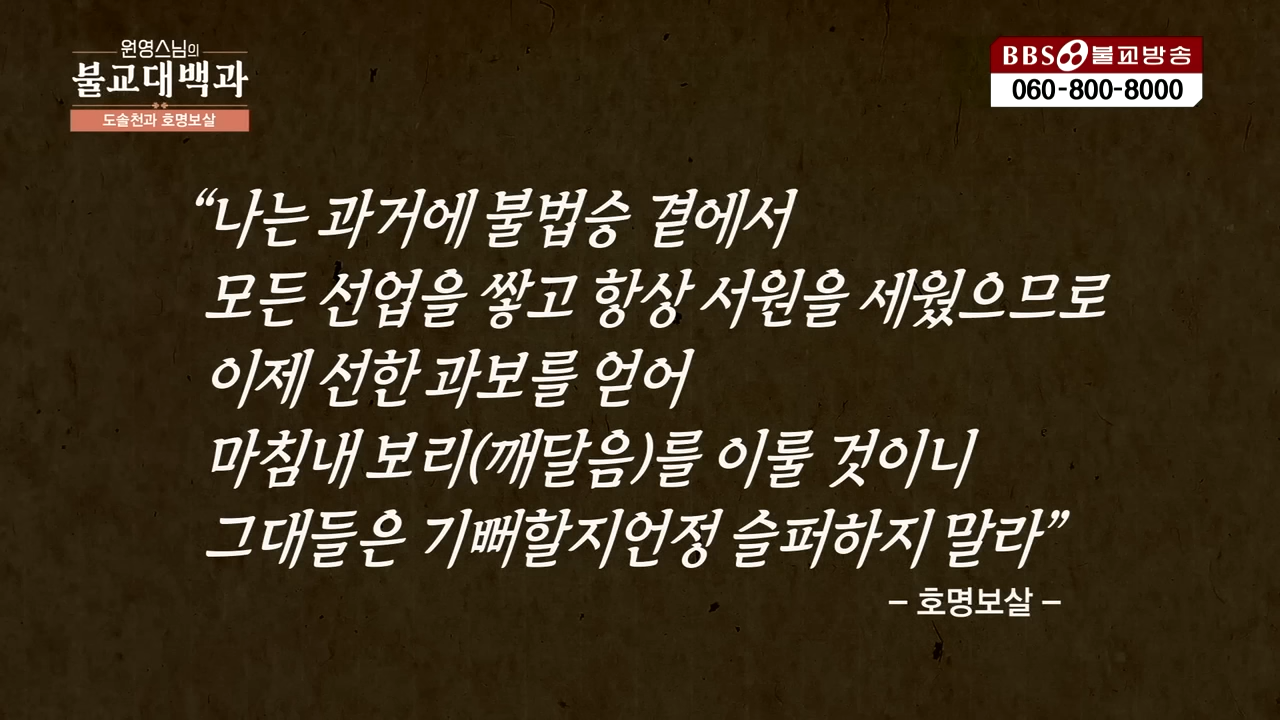 원영스님의
불교대백과
도솔천과 호명보살
BBS 불교방송
060-800-8000
“나는 과거에 불법승 곁에서
모든 선업을 쌓고 항상 서원을 세웠으므로
이제 선한 과보를 얻어
마침내 보리(깨달음)를 이룰 것이니
그대들은 기뻐할지언정 슬퍼하지 말라”
– 호명보살 –